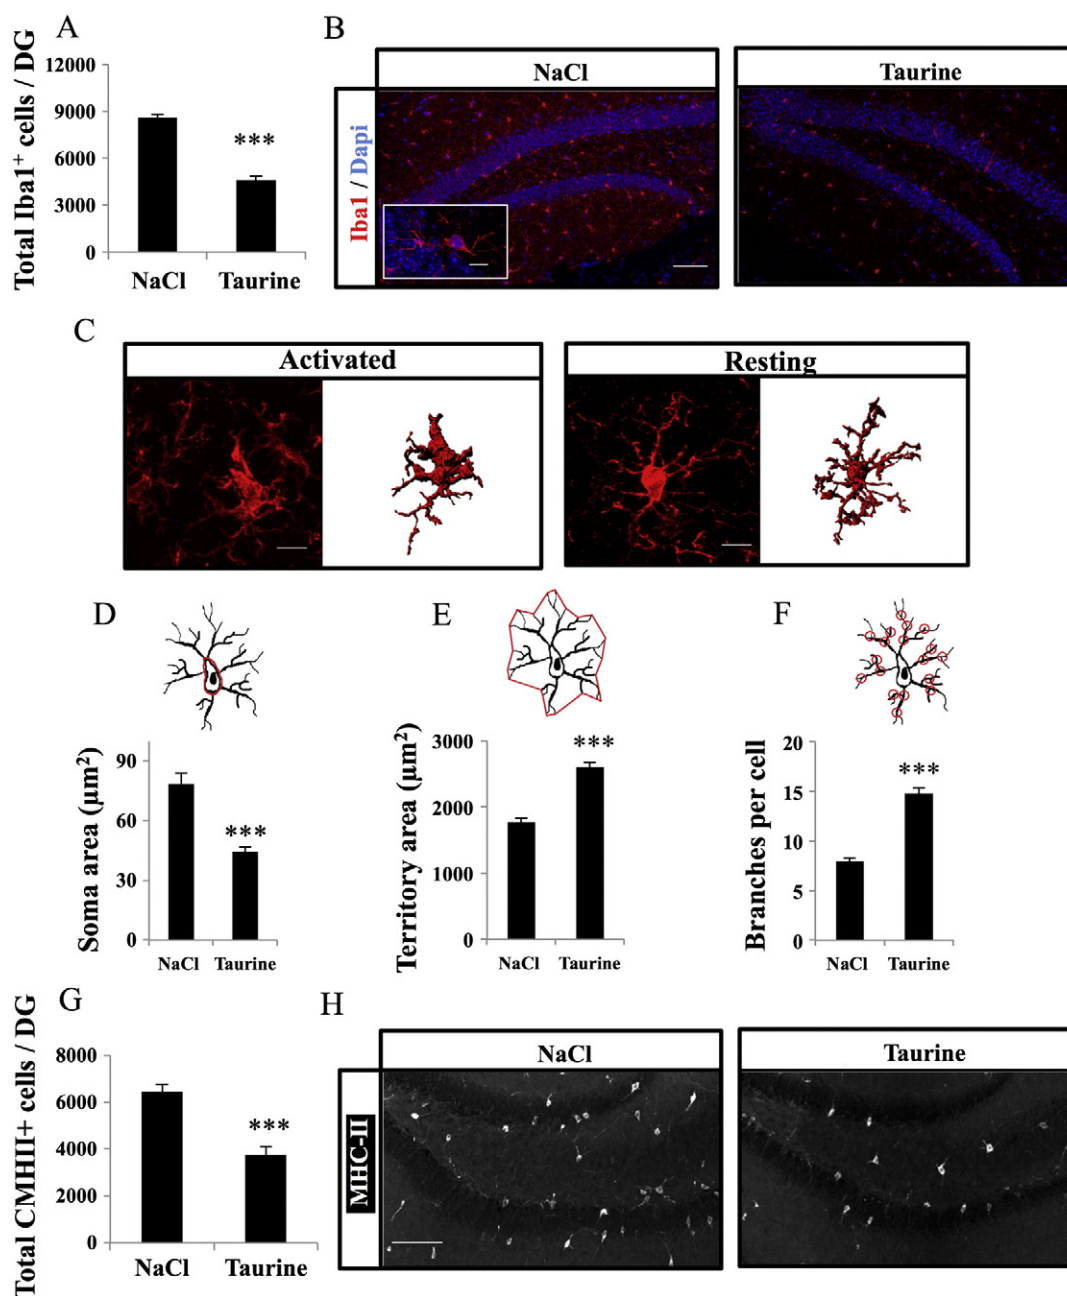 A
Total Iba1⁺ cells / DG
12000
9000
6000
3000
0
***
NaCl
Taurine
B
NaCl
Taurine
Iba1 / Dapi
C
Activated
Resting
D
Soma area (µm²)
90
60
30
0
***
NaCl
Taurine
E
Territory area (µm²)
3000
2000
1000
0
***
NaCl
Taurine
F
Branches per cell
20
15
10
5
0
***
NaCl
Taurine
G
Total CMHII+ cells / DG
8000
6000
4000
2000
0
***
NaCl
Taurine
H
NaCl
Taurine
MHC-II